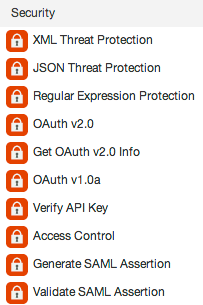 Security
XML Threat Protection
JSON Threat Protection
Regular Expression Protection
OAuth v2.0
Get OAuth v2.0 Info
OAuth v1.0a
Verify API Key
Access Control
Generate SAML Assertion
Validate SAML Assertion